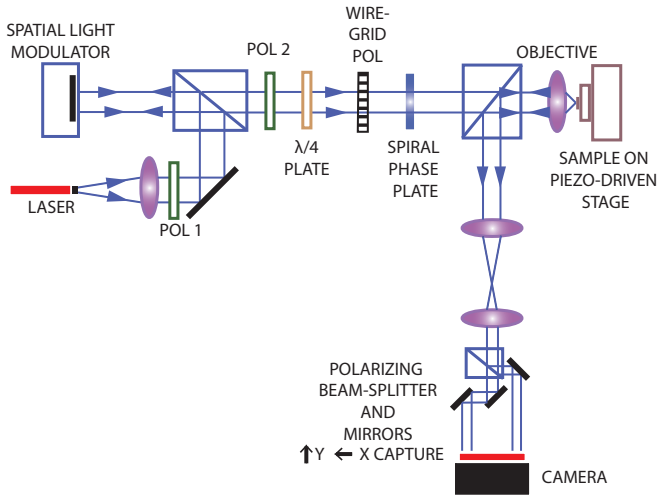 SPATIAL LIGHT
MODULATOR
POL 2
WIRE-
GRID
POL
OBJECTIVE
λ/4
PLATE
SPIRAL
PHASE
PLATE
SAMPLE ON
PIEZO-DRIVEN
STAGE
LASER
POL 1
POLARIZING
BEAM-SPLITTER
AND
MIRRORS
↑Y ← X CAPTURE
CAMERA